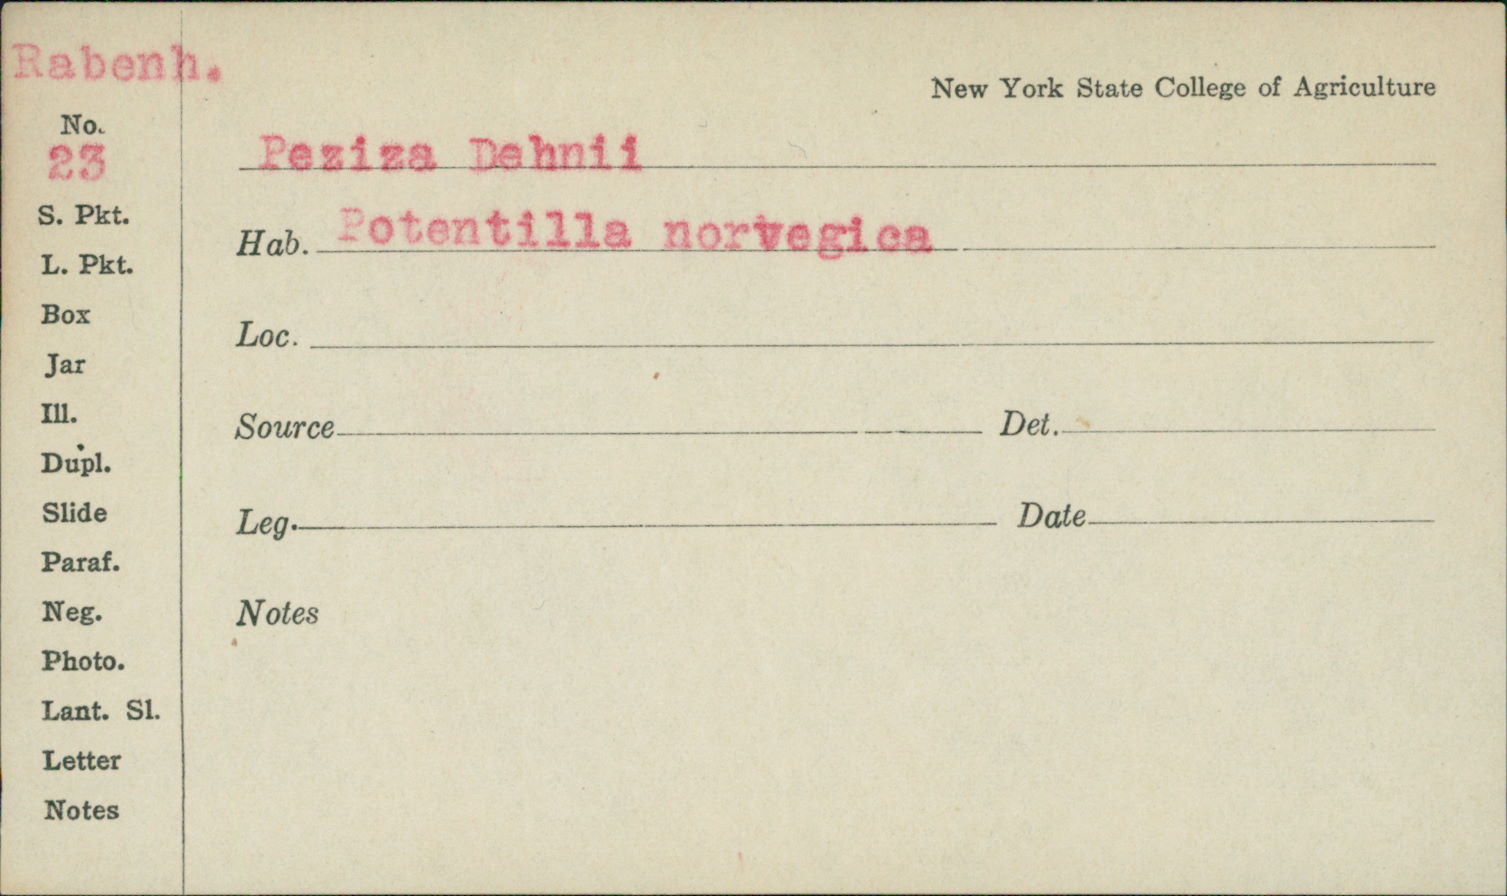 Rabenh.
New York State College of Agriculture
No.
23
Peziza Dehnii
S. Pkt.
Hab. Potentilla norvegica
L. Pkt.
Box
Loc.
Jar
Ill.
Source Det.
Dupl.
Slide
Leg. Date
Paraf.
Neg.
Notes
Photo.
Lant. Sl.
Letter
Notes